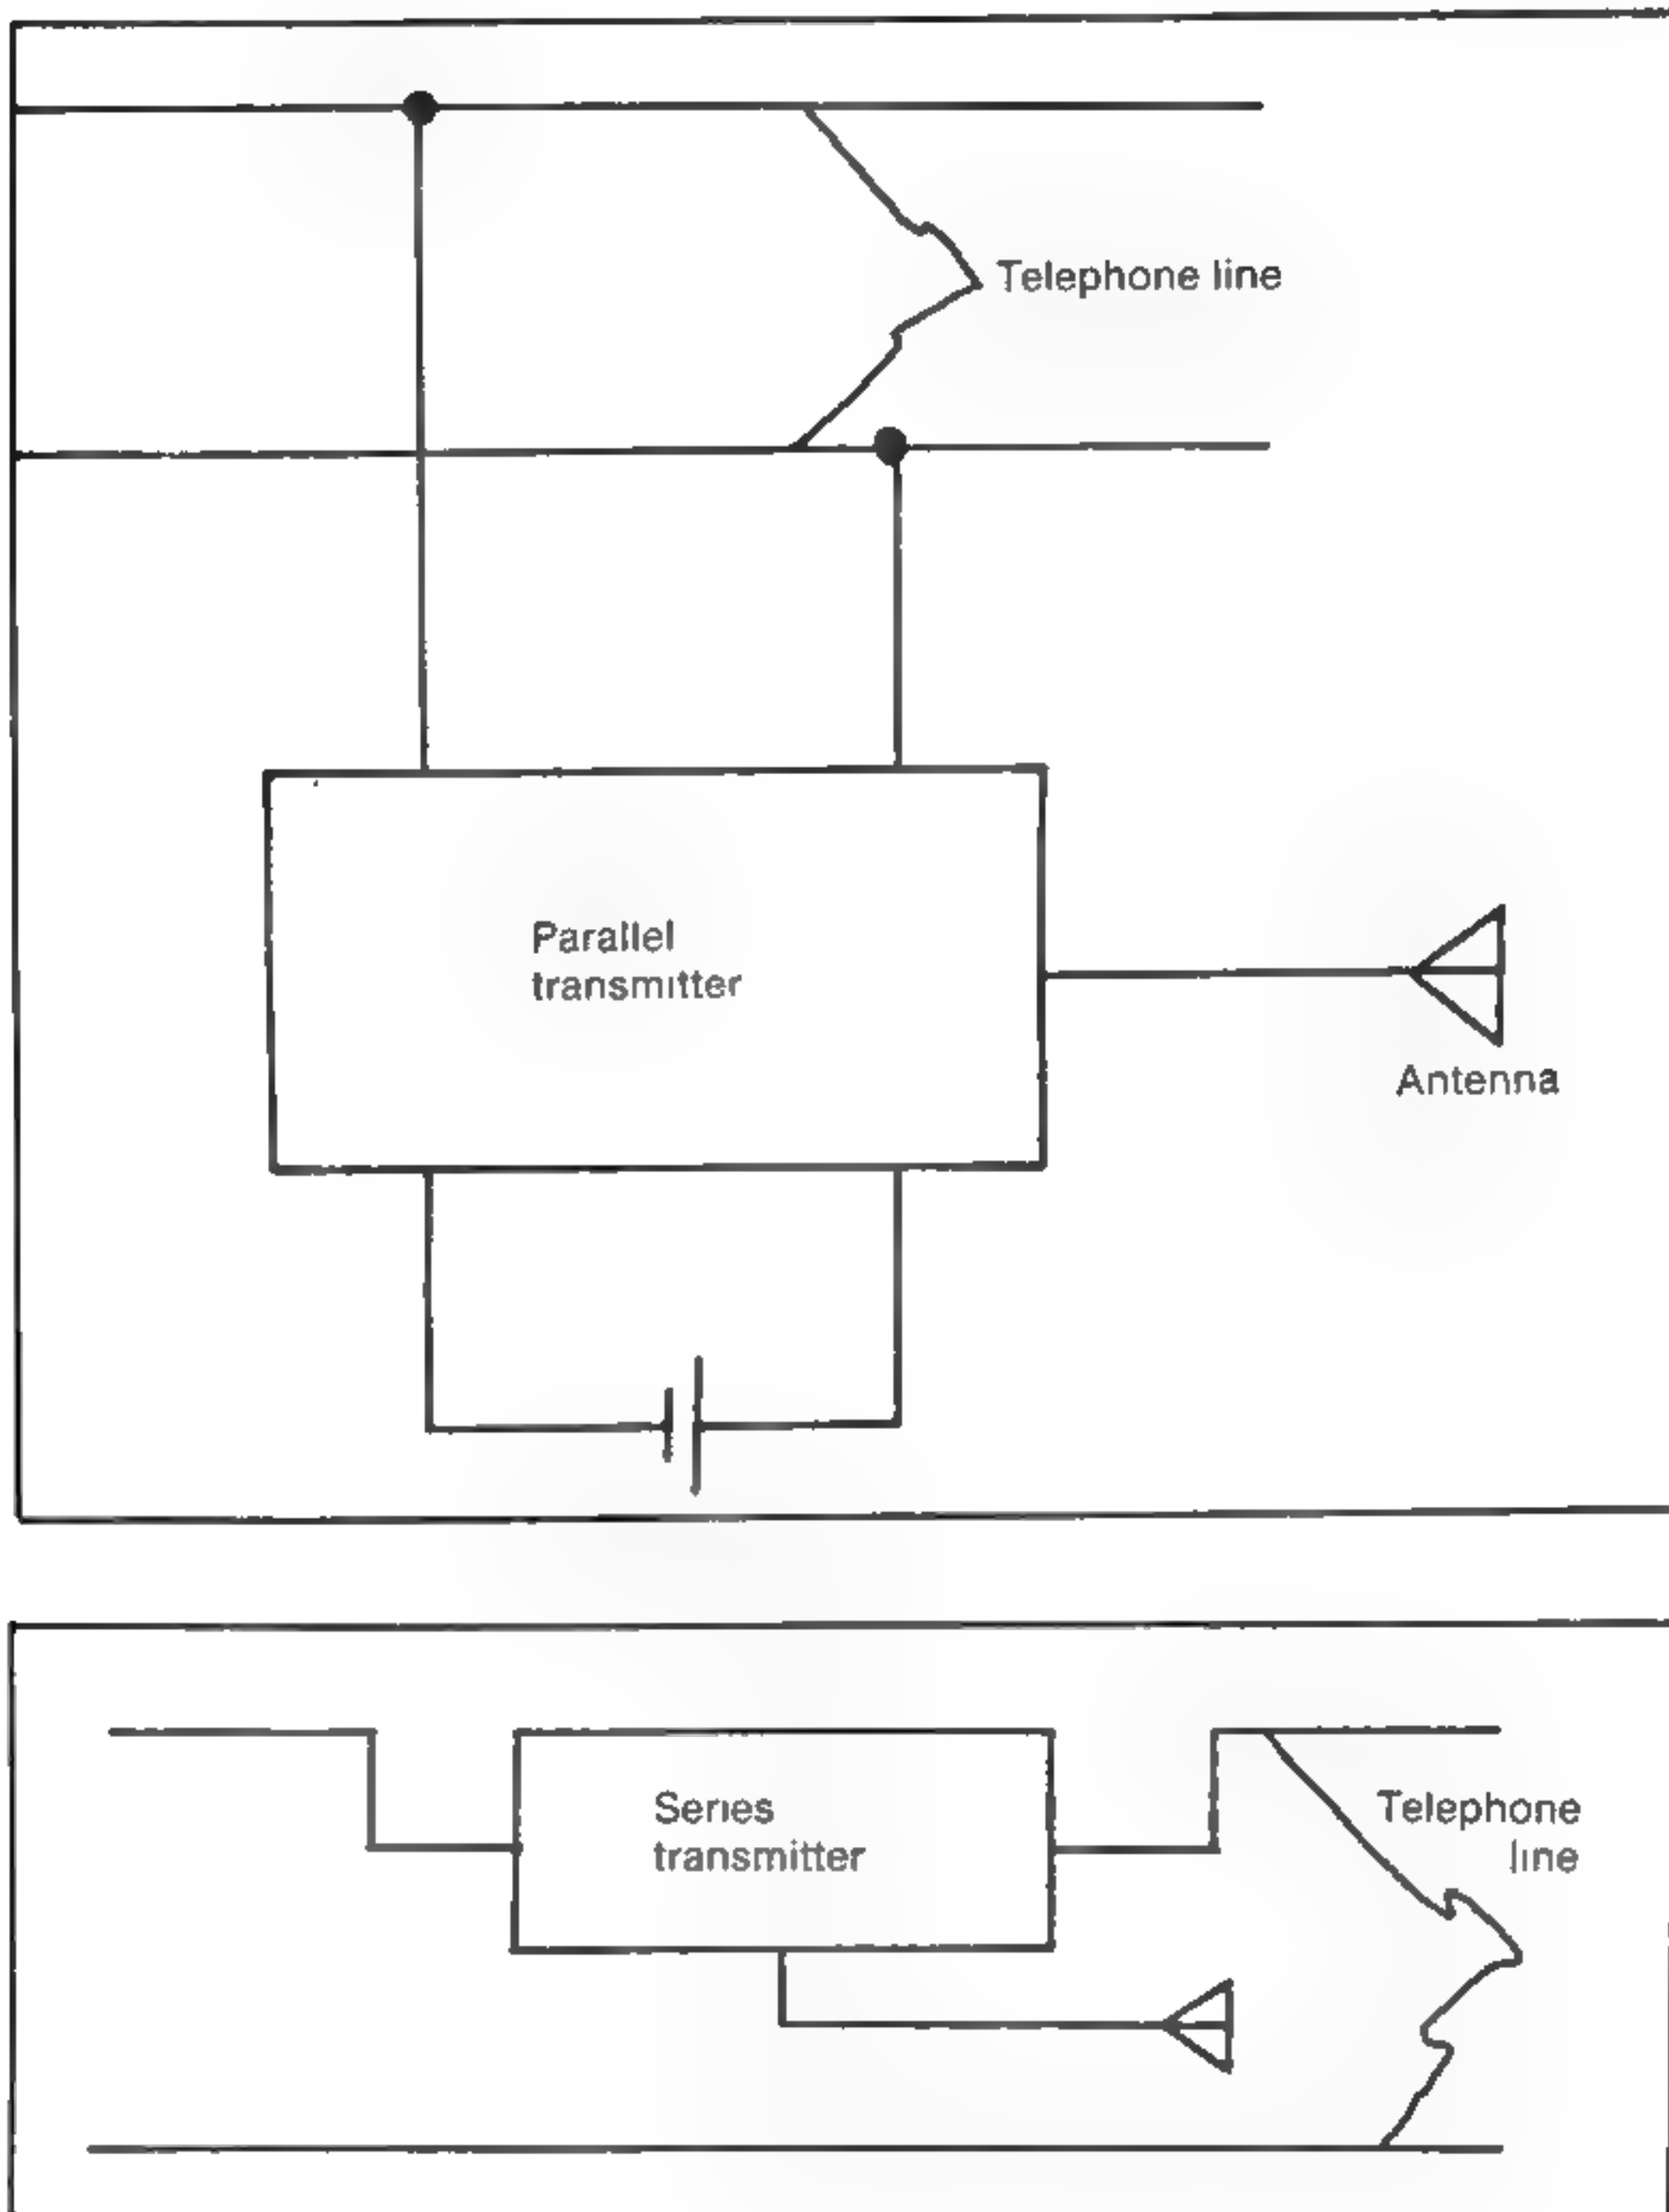 Telephone line
Parallel
transmitter
Antenna
Series
transmitter
Telephone
line